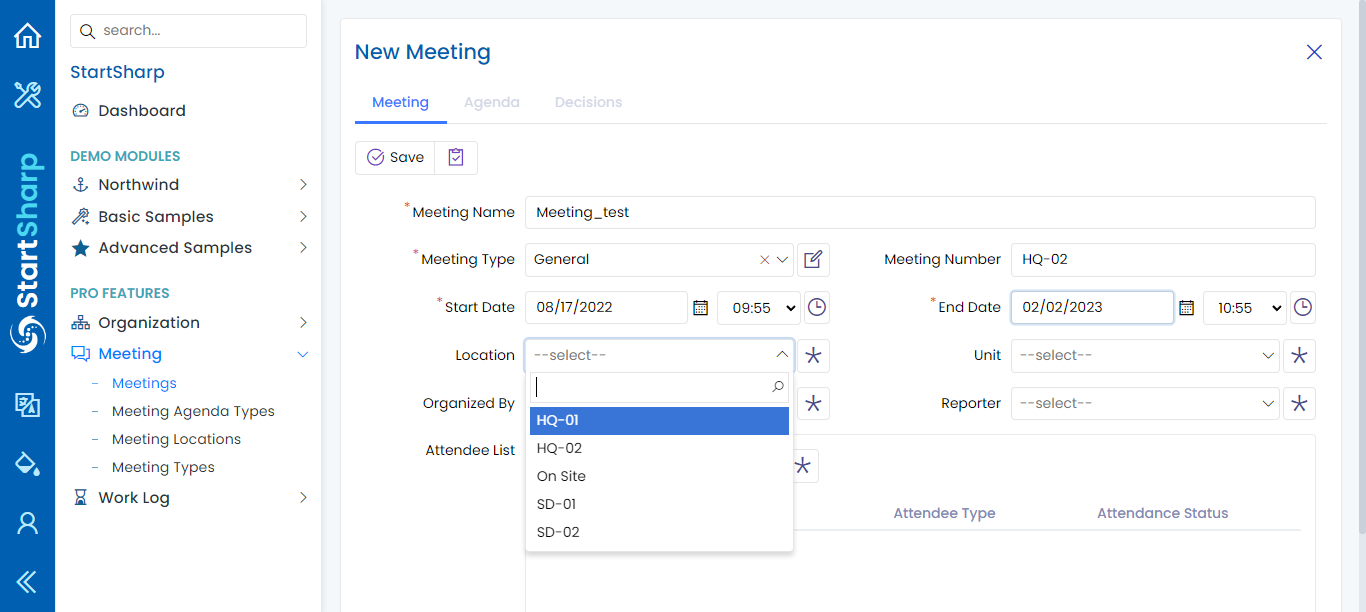 StartSharp
search...
StartSharp
Dashboard
DEMO MODULES
Northwind
Basic Samples
Advanced Samples
PRO FEATURES
Organization
Meeting
- Meetings
- Meeting Agenda Types
- Meeting Locations
- Meeting Types
Work Log
New Meeting
Meeting Agenda Decisions
Save
*Meeting Name Meeting_test
*Meeting Type General Meeting Number HQ-02
*Start Date 08/17/2022 09:55 *End Date 02/02/2023 10:55
Location --select-- Unit --select--
Organized By Reporter --select--
HQ-01
HQ-02
On Site
SD-01
SD-02
Attendee List
Attendee Type Attendance Status